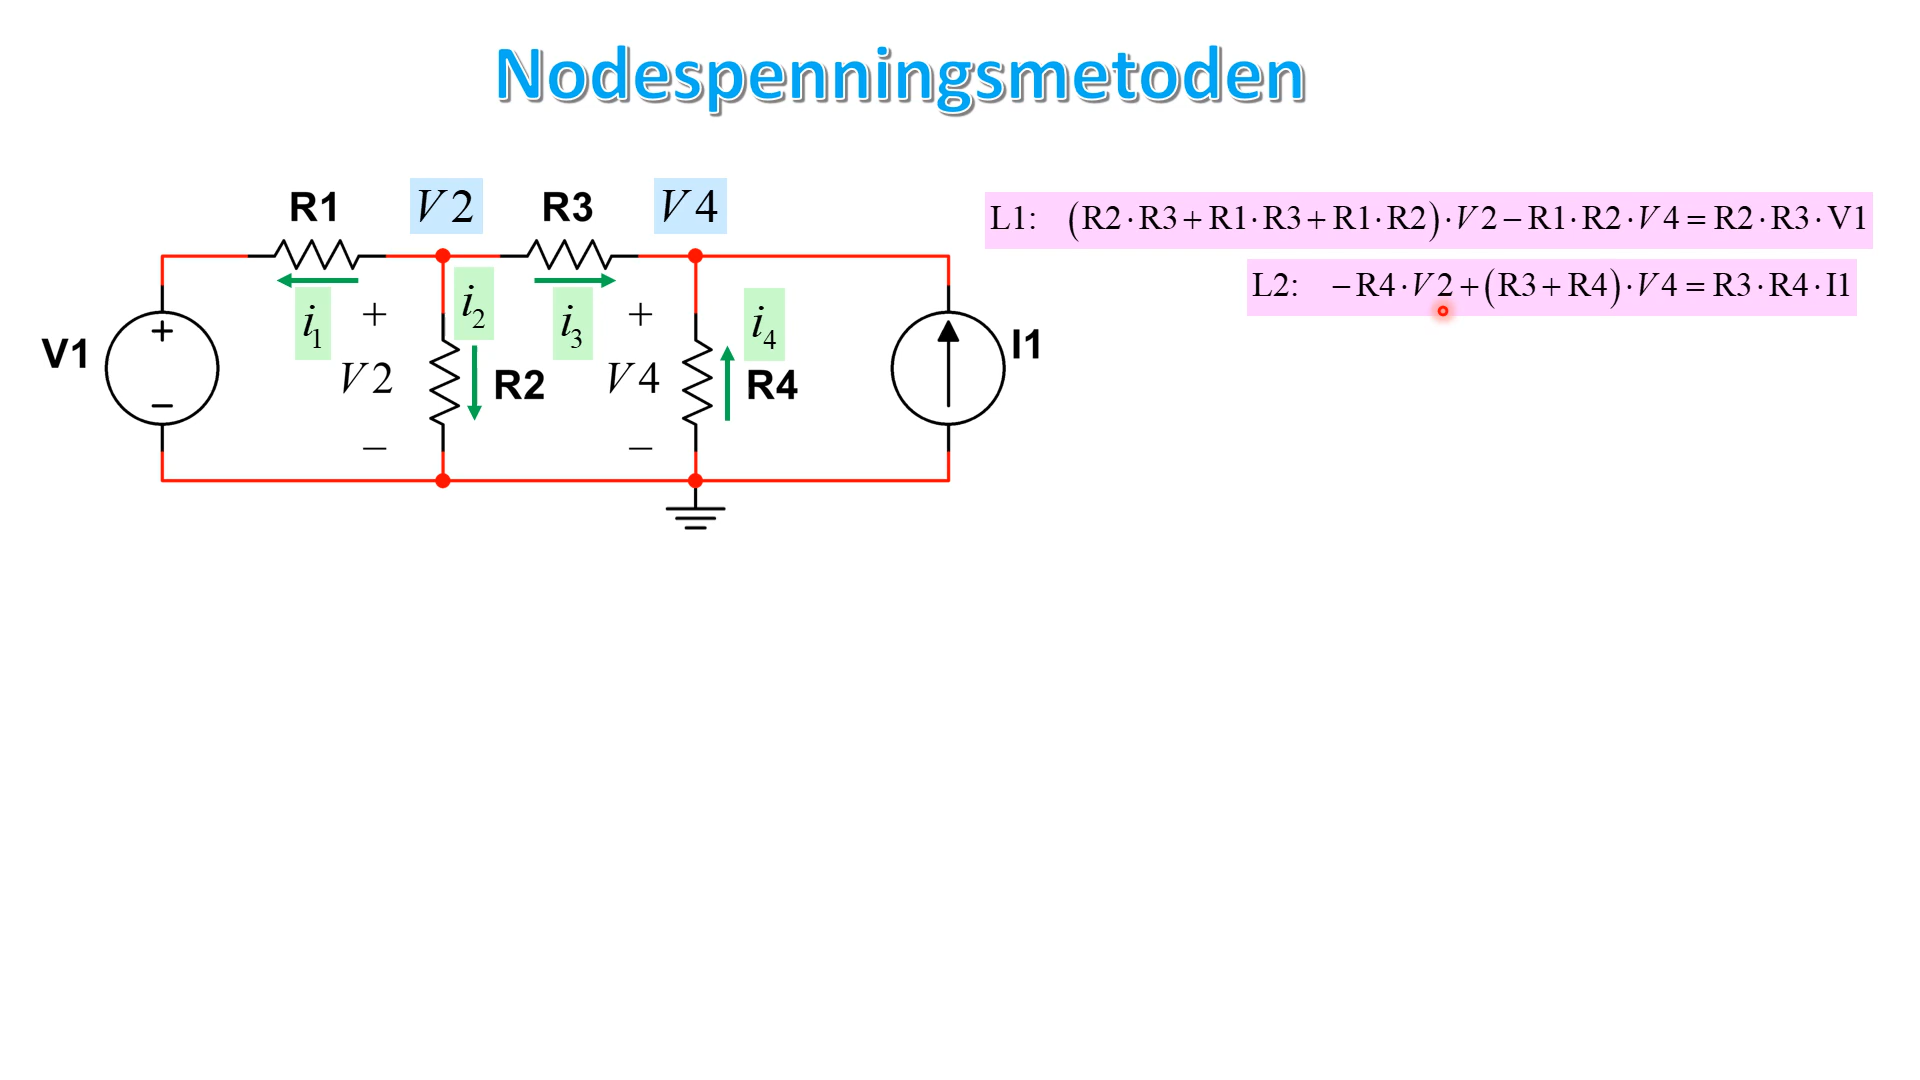 Nodespenningsmetoden
R1 V2 R3 V4
L1: (R2·R3+R1·R3+R1·R2)·V2−R1·R2·V4=R2·R3·V1
L2: −R4·V2+(R3+R4)·V4=R3·R4·I1
i₁ + i₂ i₃ + i₄
V1 + − V2 R2 V4 R4 I1
− −